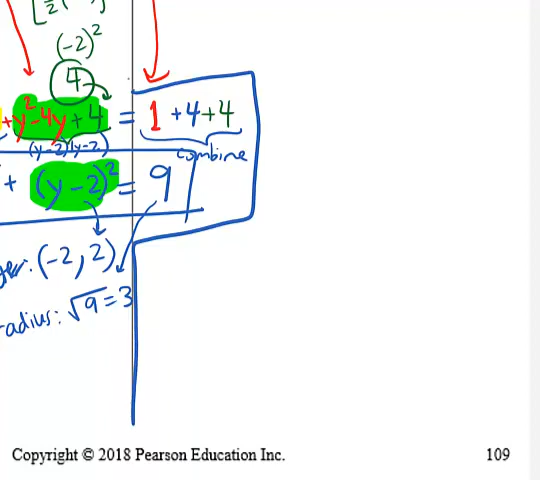 (-2)²
4
+y²-4y+4 = 1 +4+4
(y-2)(y-2) combine
+ (y-2)² = 9
(-2, 2)
radius: √9 = 3
Copyright © 2018 Pearson Education Inc. 109